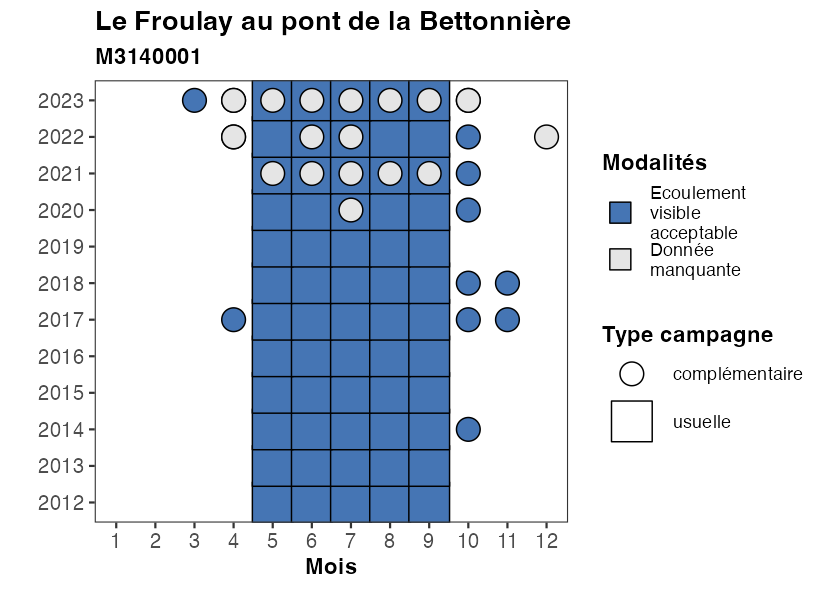 Le Froulay au pont de la Bettonnière
M3140001
2023
2022
2021
2020
2019
2018
2017
2016
2015
2014
2013
2012
1 2 3 4 5 6 7 8 9 10 11 12
Mois
Modalités
Ecoulement
visible
acceptable
Donnée
manquante
Type campagne
complémentaire
usuelle